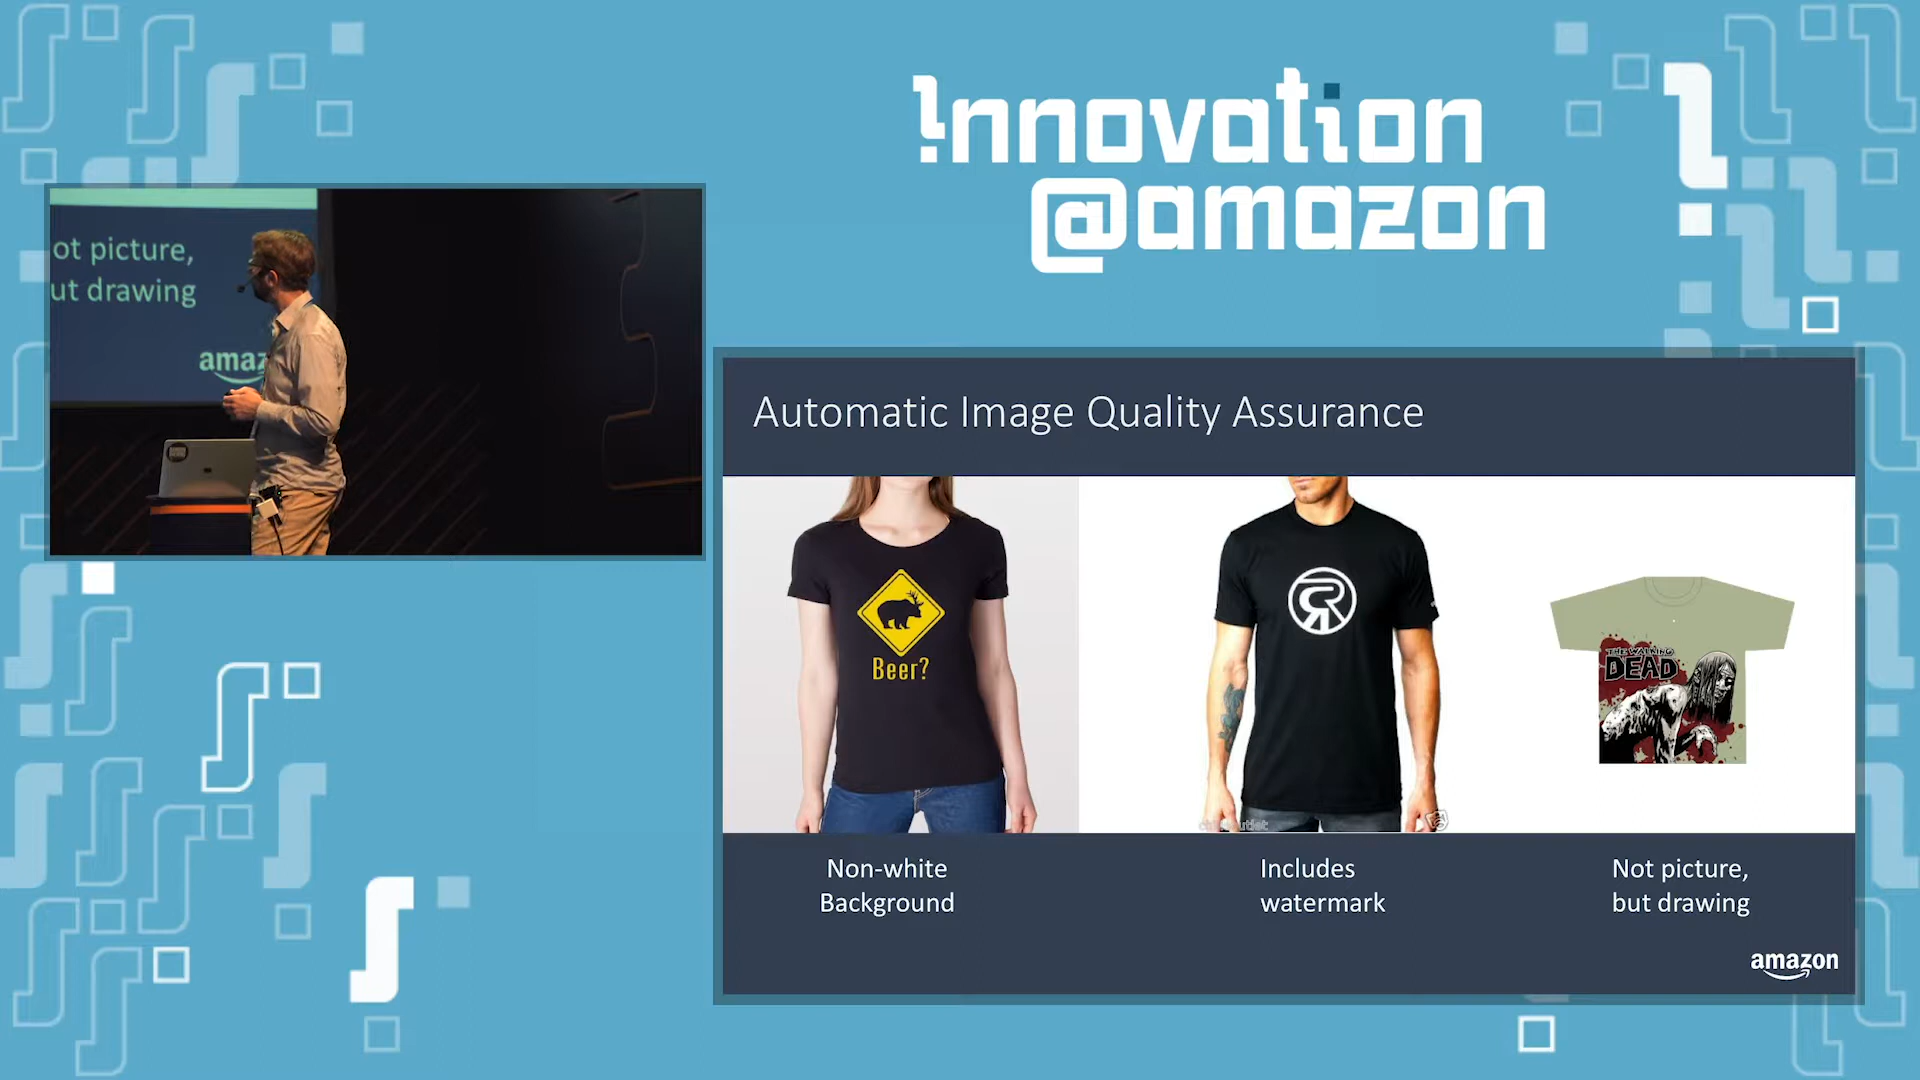 Innovation
@amazon
ot picture,
ut drawing
amaz
Automatic Image Quality Assurance
Beer?
THE WALKING
DEAD
Non-white
Background
Includes
watermark
Not picture,
but drawing
amazon